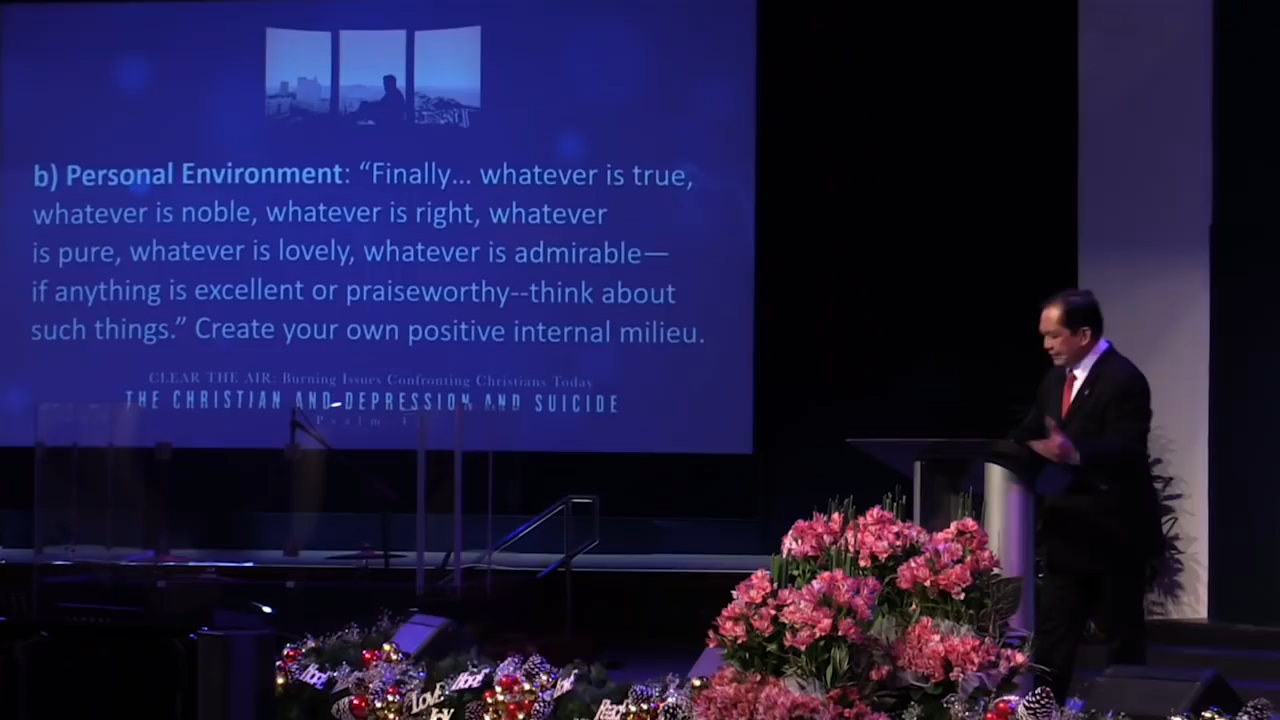 b) Personal Environment: “Finally... whatever is true,
whatever is noble, whatever is right, whatever
is pure, whatever is lovely, whatever is admirable—
if anything is excellent or praiseworthy--think about
such things.” Create your own positive internal milieu.
CLEAR THE AIR: Burning Issues Confronting Christians Today
THE CHRISTIAN AND DEPRESSION AND SUICIDE
Psalm
Love
Joy